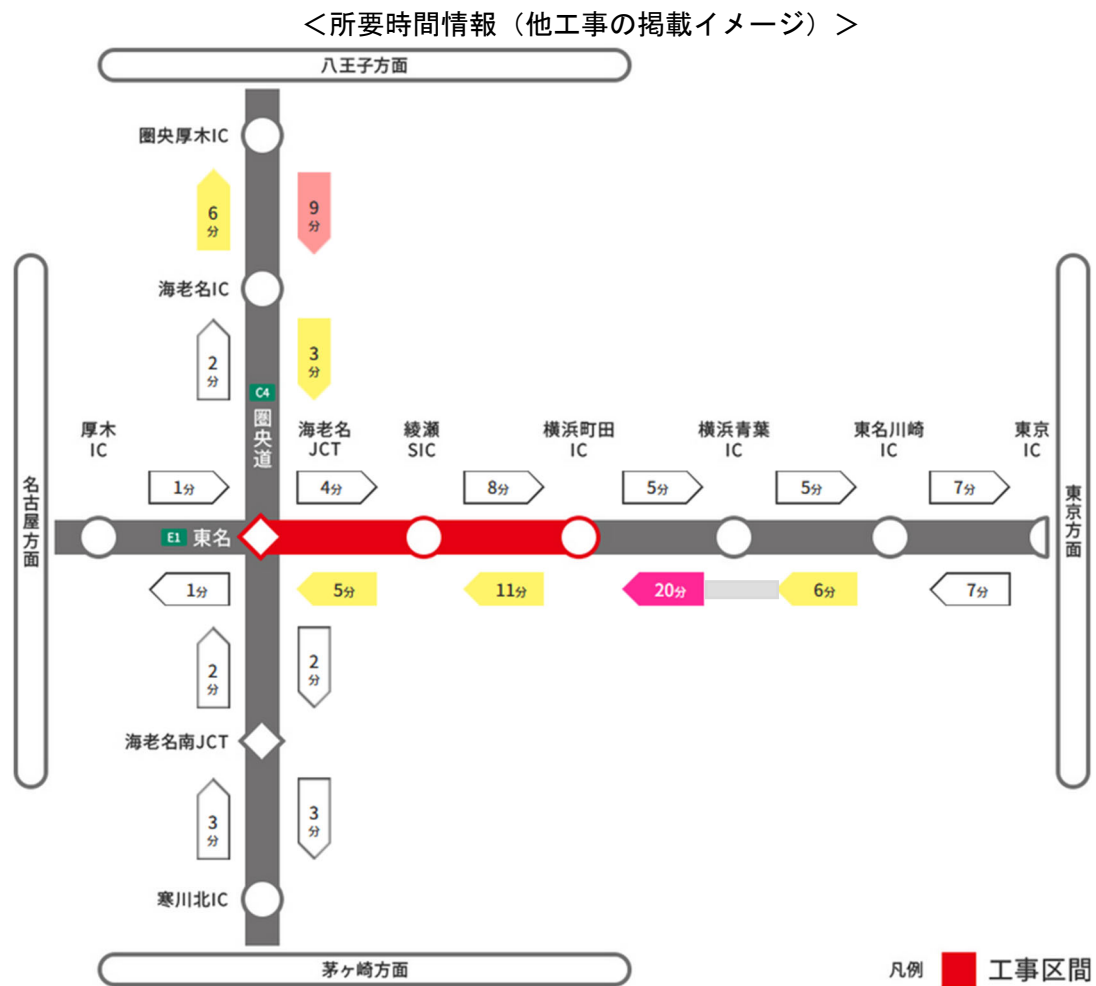 ＜所要時間情報（他工事の掲載イメージ）＞
八王子方面
圏央厚木IC
6分
9分
海老名IC
2分
3分
C4
圏央道
厚木
IC
海老名
JCT
綾瀬
SIC
横浜町田
IC
横浜青葉
IC
東名川崎
IC
東京
IC
1分
4分
8分
5分
5分
7分
名古屋方面
E1 東名
東京方面
1分
5分
11分
20分
6分
7分
2分
2分
海老名南JCT
3分
3分
寒川北IC
茅ヶ崎方面
凡例
工事区間